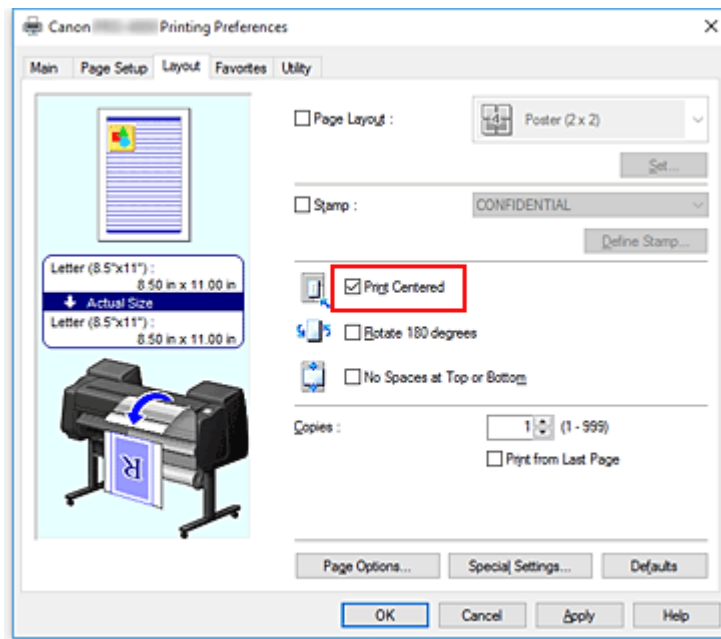 Canon Printing Preferences
Main Page Setup Layout Favorites Utility
Page Layout : Poster (2 x 2)
Set...
Stamp : CONFIDENTIAL
Define Stamp...
Letter (8.5"x11") :
8.50 in x 11.00 in
Actual Size
Letter (8.5"x11") :
8.50 in x 11.00 in
Print Centered
Rotate 180 degrees
No Spaces at Top or Bottom
Copies : 1 (1 - 999)
Print from Last Page
R
Page Options... Special Settings... Defaults
OK Cancel Apply Help